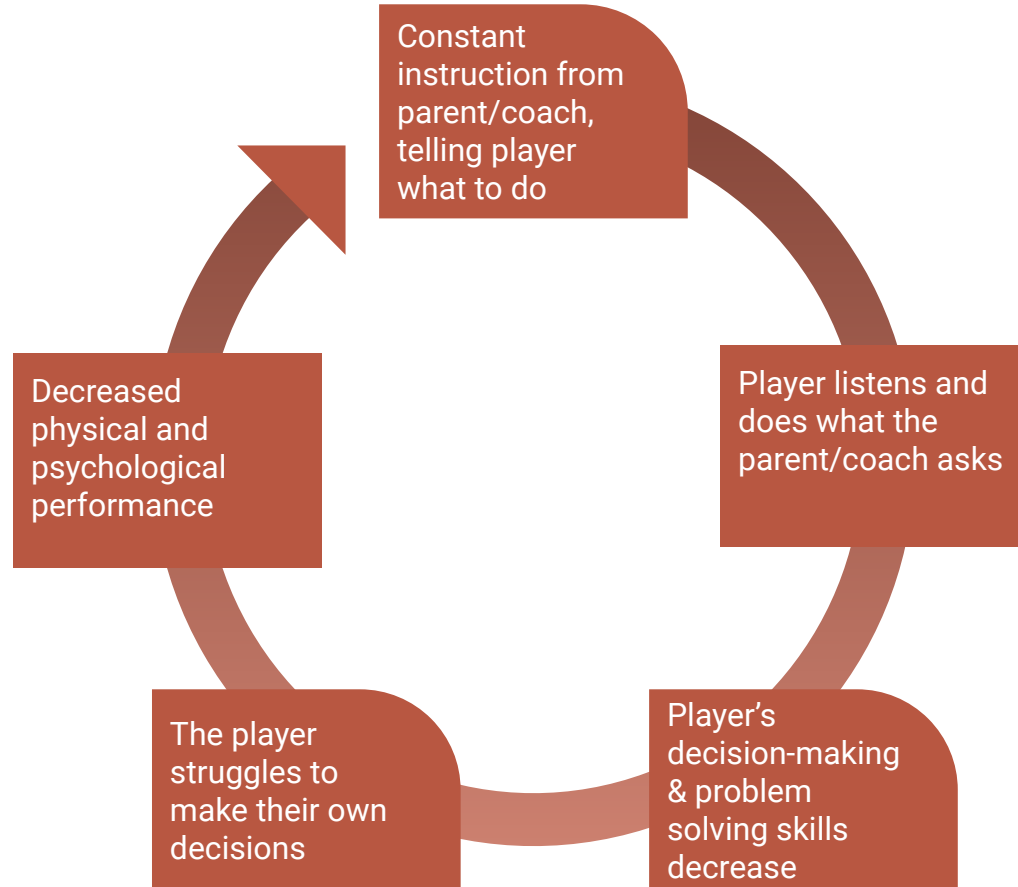 Constant
instruction from
parent/coach,
telling player
what to do
Player listens and
does what the
parent/coach asks
Player’s
decision-making
& problem
solving skills
decrease
The player
struggles to
make their own
decisions
Decreased
physical and
psychological
performance